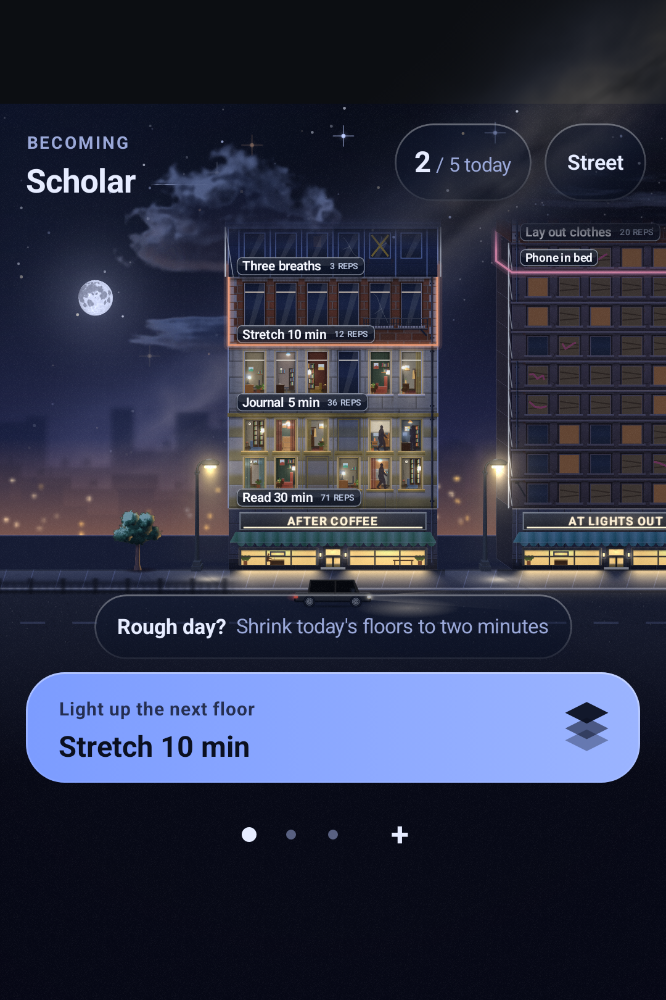 BECOMING
Scholar
2 / 5 today
Street
Three breaths 3 REPS
Stretch 10 min 12 REPS
Journal 5 min 36 REPS
Read 30 min 71 REPS
AFTER COFFEE
Lay out clothes 20 REPS
Phone in bed
AT LIGHTS OUT
Rough day? Shrink today's floors to two minutes
Light up the next floor
Stretch 10 min
+